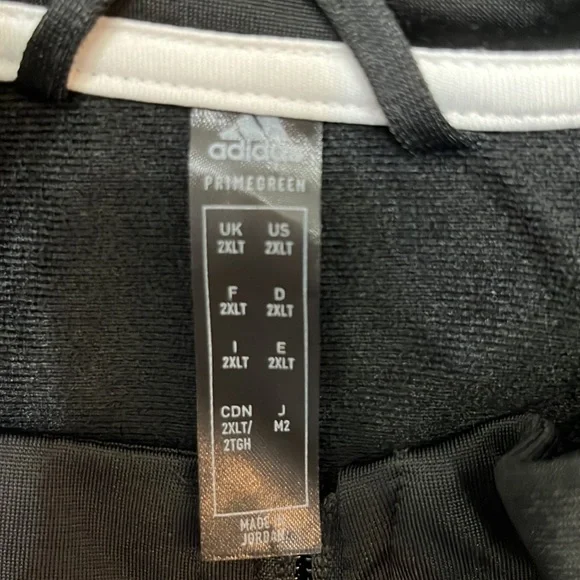 adidas
PRIMEGREEN
UK US
2XLT 2XLT
F D
2XLT 2XLT
I E
2XLT 2XLT
CDN J
2XLT/ M2
2TGH
MADE IN
JORDAN